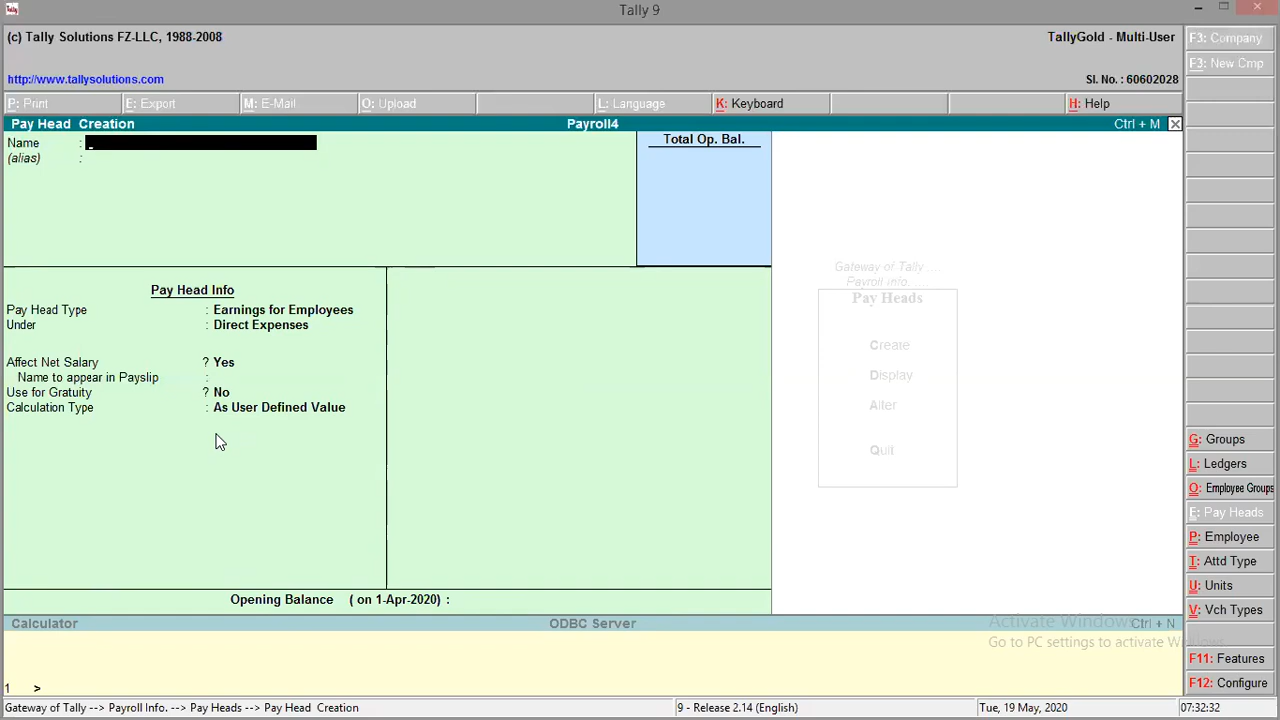 Tally 9
(c) Tally Solutions FZ-LLC, 1988-2008
TallyGold - Multi-User
F3: Company
http://www.tallysolutions.com
Sl. No. : 60602028
F3: New Cmp
P: Print
E: Export
M: E-Mail
O: Upload
L: Language
K: Keyboard
H: Help
Pay Head Creation
Payroll4
Ctrl + M
Name :
(alias) :
Total Op. Bal.
Gateway of Tally ....
Payroll Info. ....
Pay Heads
Create
Display
Alter
Quit
Pay Head Info
Pay Head Type : Earnings for Employees
Under : Direct Expenses
Affect Net Salary ? Yes
Name to appear in Payslip :
Use for Gratuity ? No
Calculation Type : As User Defined Value
Opening Balance ( on 1-Apr-2020) :
G: Groups
L: Ledgers
O: Employee Groups
E: Pay Heads
P: Employee
T: Attd Type
U: Units
V: Vch Types
F11: Features
F12: Configure
Calculator
ODBC Server
Ctrl + N
Activate Windows
Go to PC settings to activate Windows.
1 >
Gateway of Tally --> Payroll Info. --> Pay Heads --> Pay Head Creation
9 - Release 2.14 (English)
Tue, 19 May, 2020
07:32:32